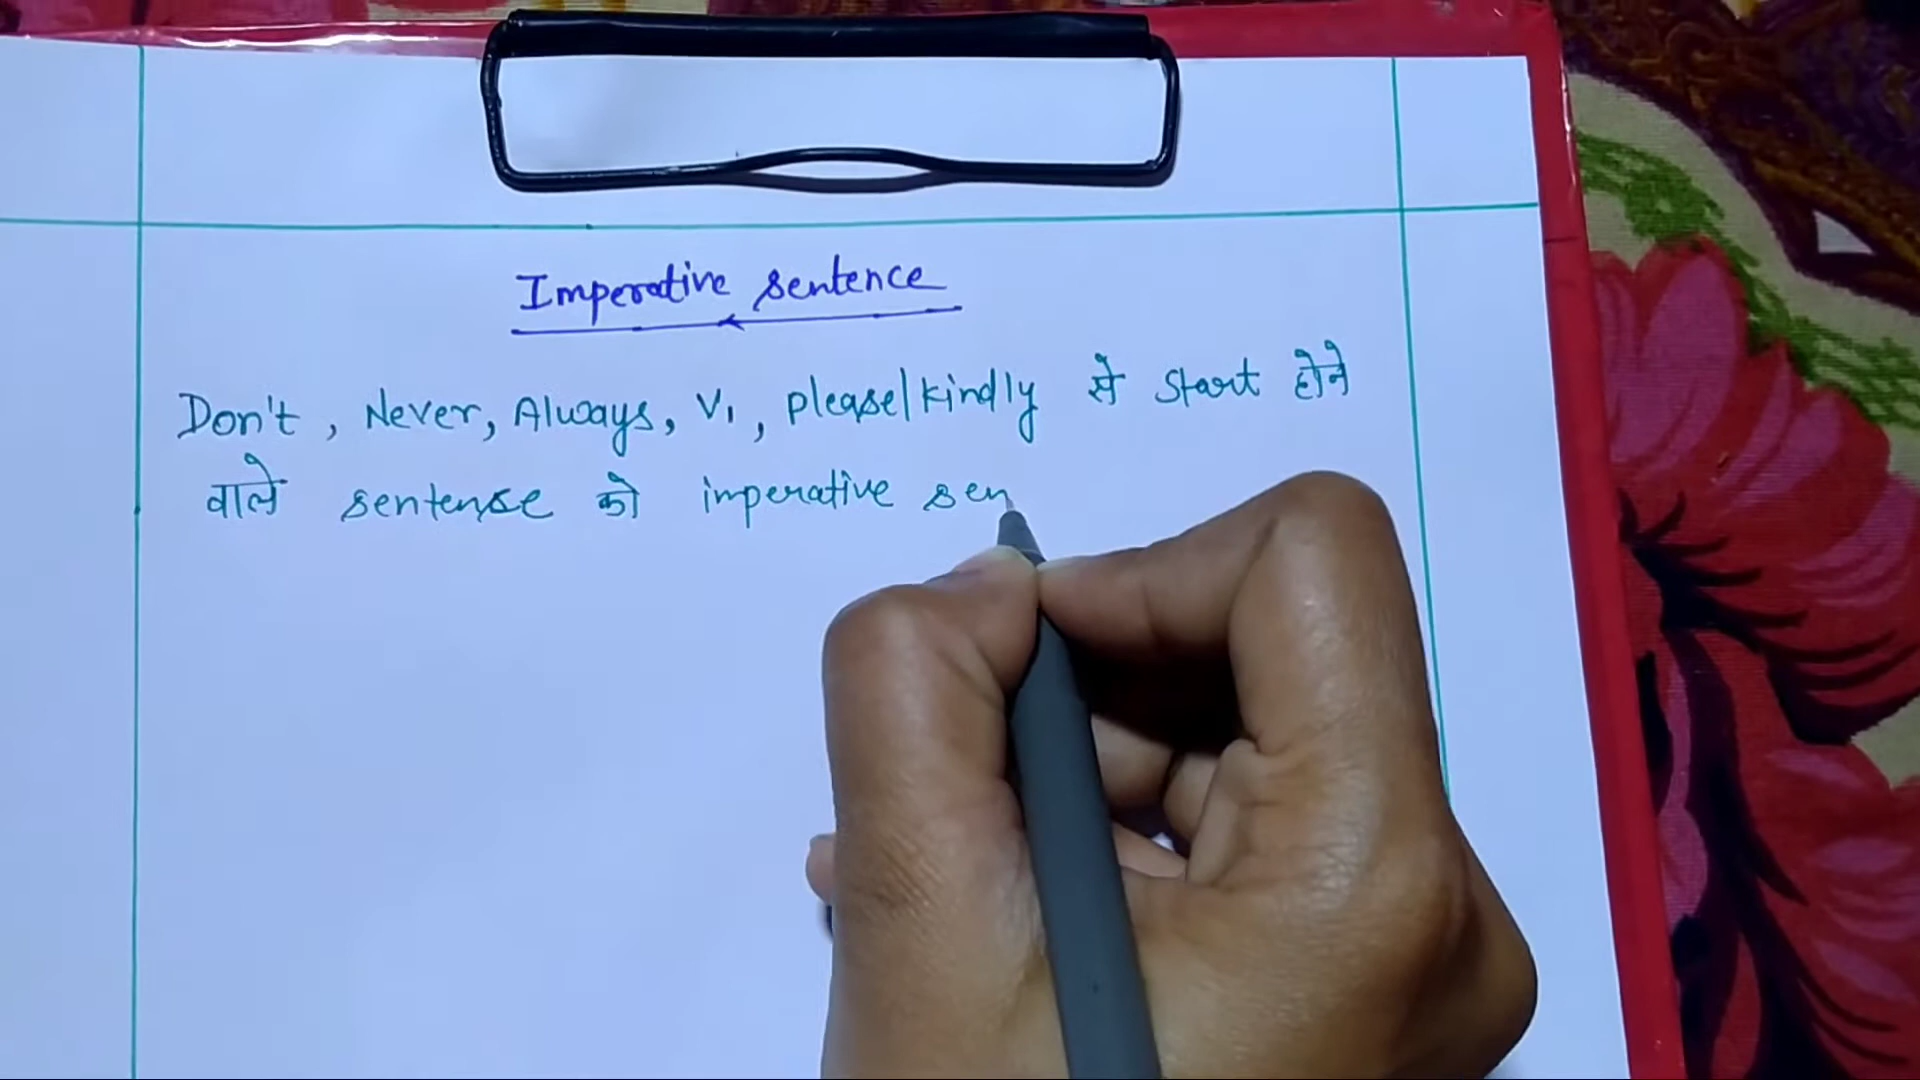 Imperative sentence
Don't, Never, Always, V₁, please/kindly से start होने
वाले sentense को imperative sen